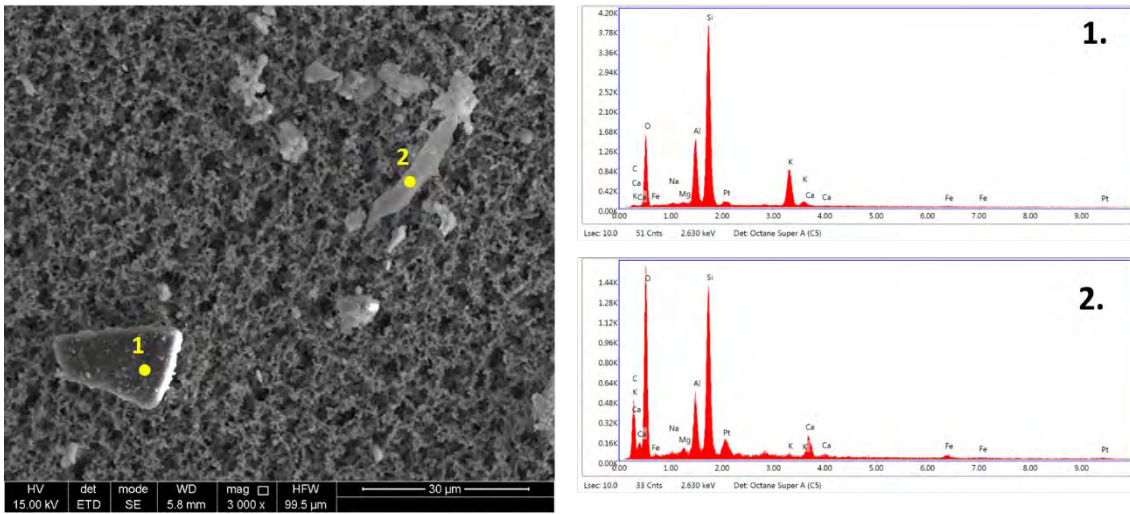 2
1
HV det mode WD mag □ HFW
15.00 kV ETD SE 5.8 mm 3 000 x 99.5 µm
30 µm
4.20K
3.78K
3.36K
2.94K
2.52K
2.10K
1.68K
1.26K
0.84K
0.42K
0.00K
Si
1.
O
Al
C
Ca
K Ca
Fe
Na
Mg
Pt
K
K
Ca
Ca
Fe
Fe
Pt
0.00 1.00 2.00 3.00 4.00 5.00 6.00 7.00 8.00 9.00
Lsec: 10.0 51 Cnts 2.630 keV Det: Octane Super A (C5)
1.44K
1.28K
1.12K
0.96K
0.80K
0.64K
0.48K
0.32K
0.16K
0.00K
O
Si
2.
C
K
Ca
Ca
Fe
Na
Mg
Al
Pt
K
K
Ca
Ca
Fe
Fe
Pt
0.00 1.00 2.00 3.00 4.00 5.00 6.00 7.00 8.00 9.00
Lsec: 10.0 33 Cnts 2.630 keV Det: Octane Super A (C5)